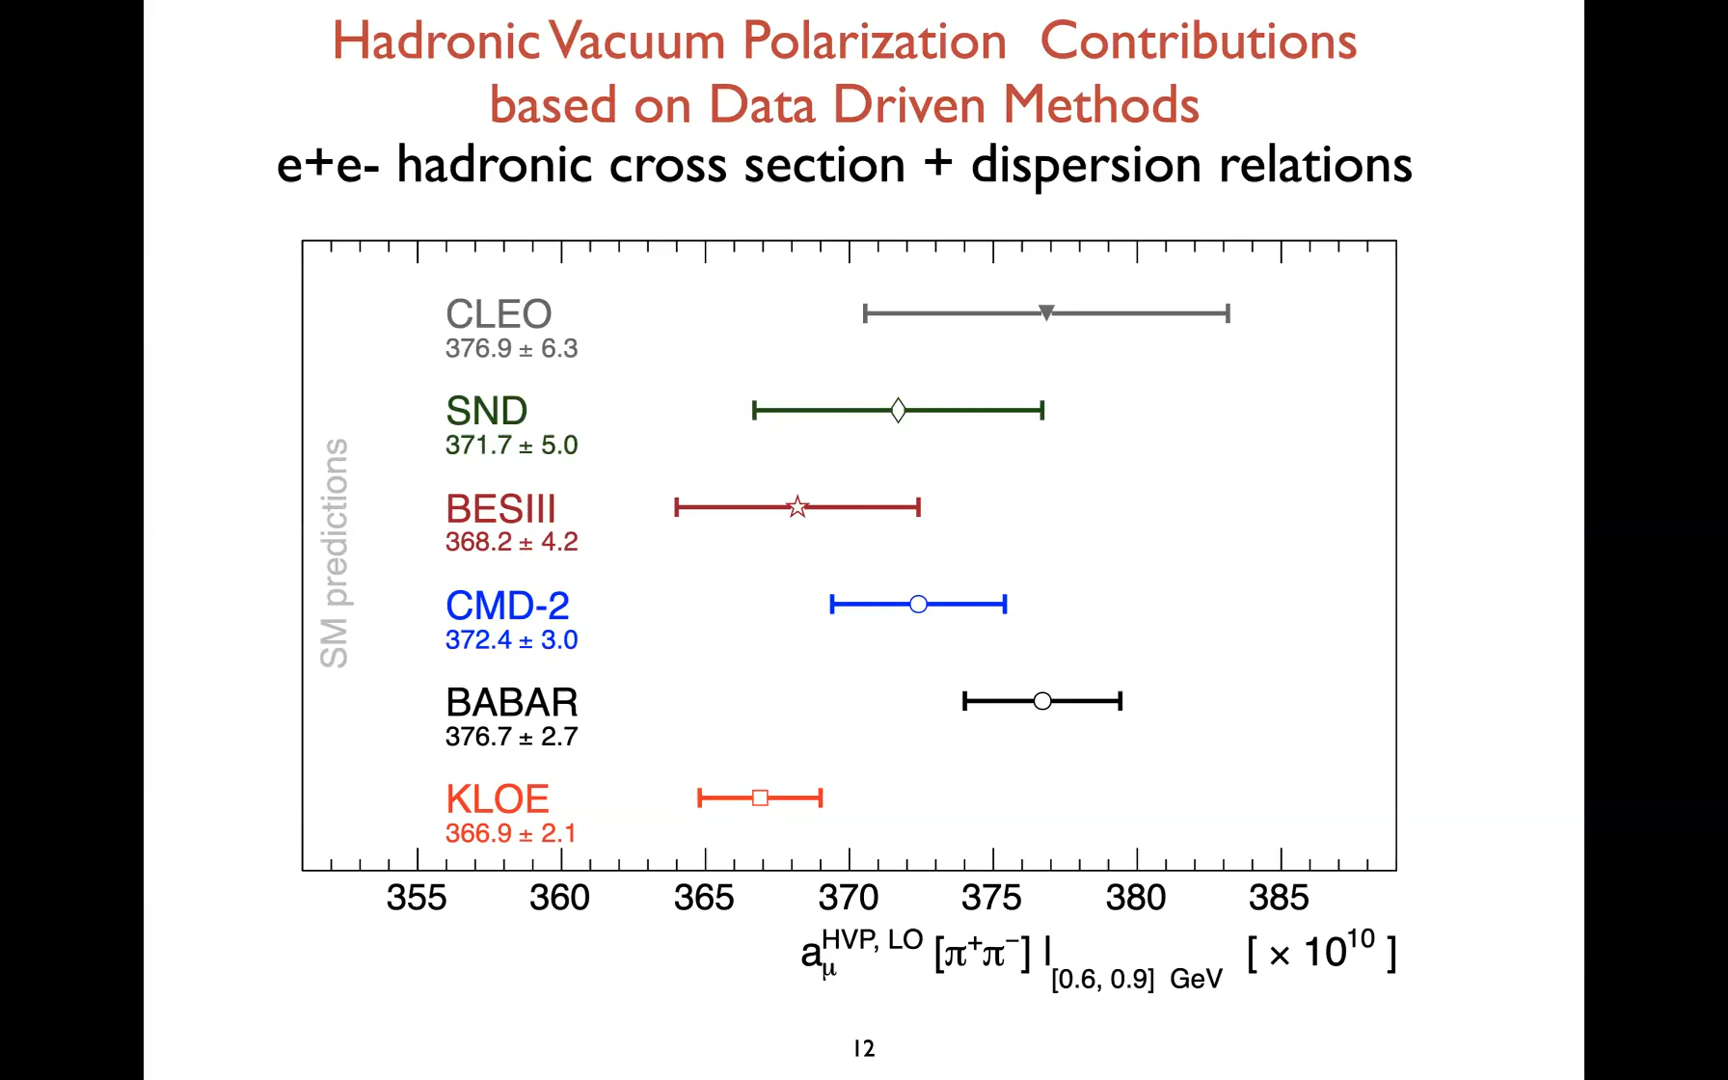 Hadronic Vacuum Polarization Contributions
based on Data Driven Methods
e+e- hadronic cross section + dispersion relations
SM predictions
CLEO
376.9 ± 6.3
SND
371.7 ± 5.0
BESIII
368.2 ± 4.2
CMD-2
372.4 ± 3.0
BABAR
376.7 ± 2.7
KLOE
366.9 ± 2.1
355 360 365 370 375 380 385
a_μ^{HVP, LO} [π⁺π⁻] |_{[0.6, 0.9] GeV} [ × 10¹⁰ ]
12